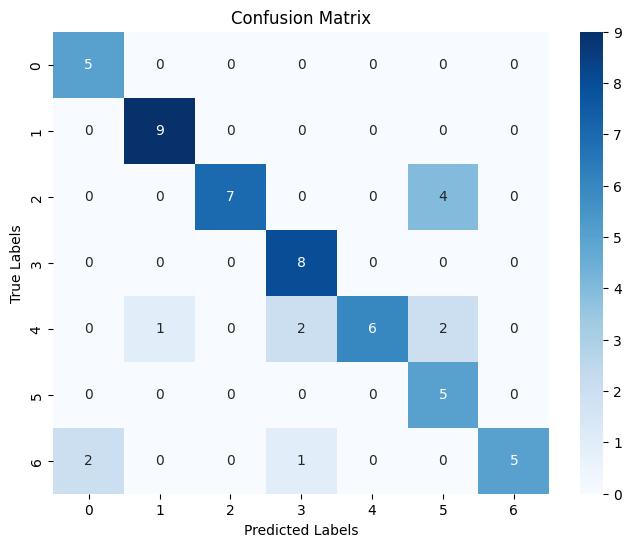 Confusion Matrix
True Labels
0 5 0 0 0 0 0 0
1 0 9 0 0 0 0 0
2 0 0 7 0 0 4 0
3 0 0 0 8 0 0 0
4 0 1 0 2 6 2 0
5 0 0 0 0 0 5 0
6 2 0 0 1 0 0 5
0 1 2 3 4 5 6
Predicted Labels
9
8
7
6
5
4
3
2
1
0